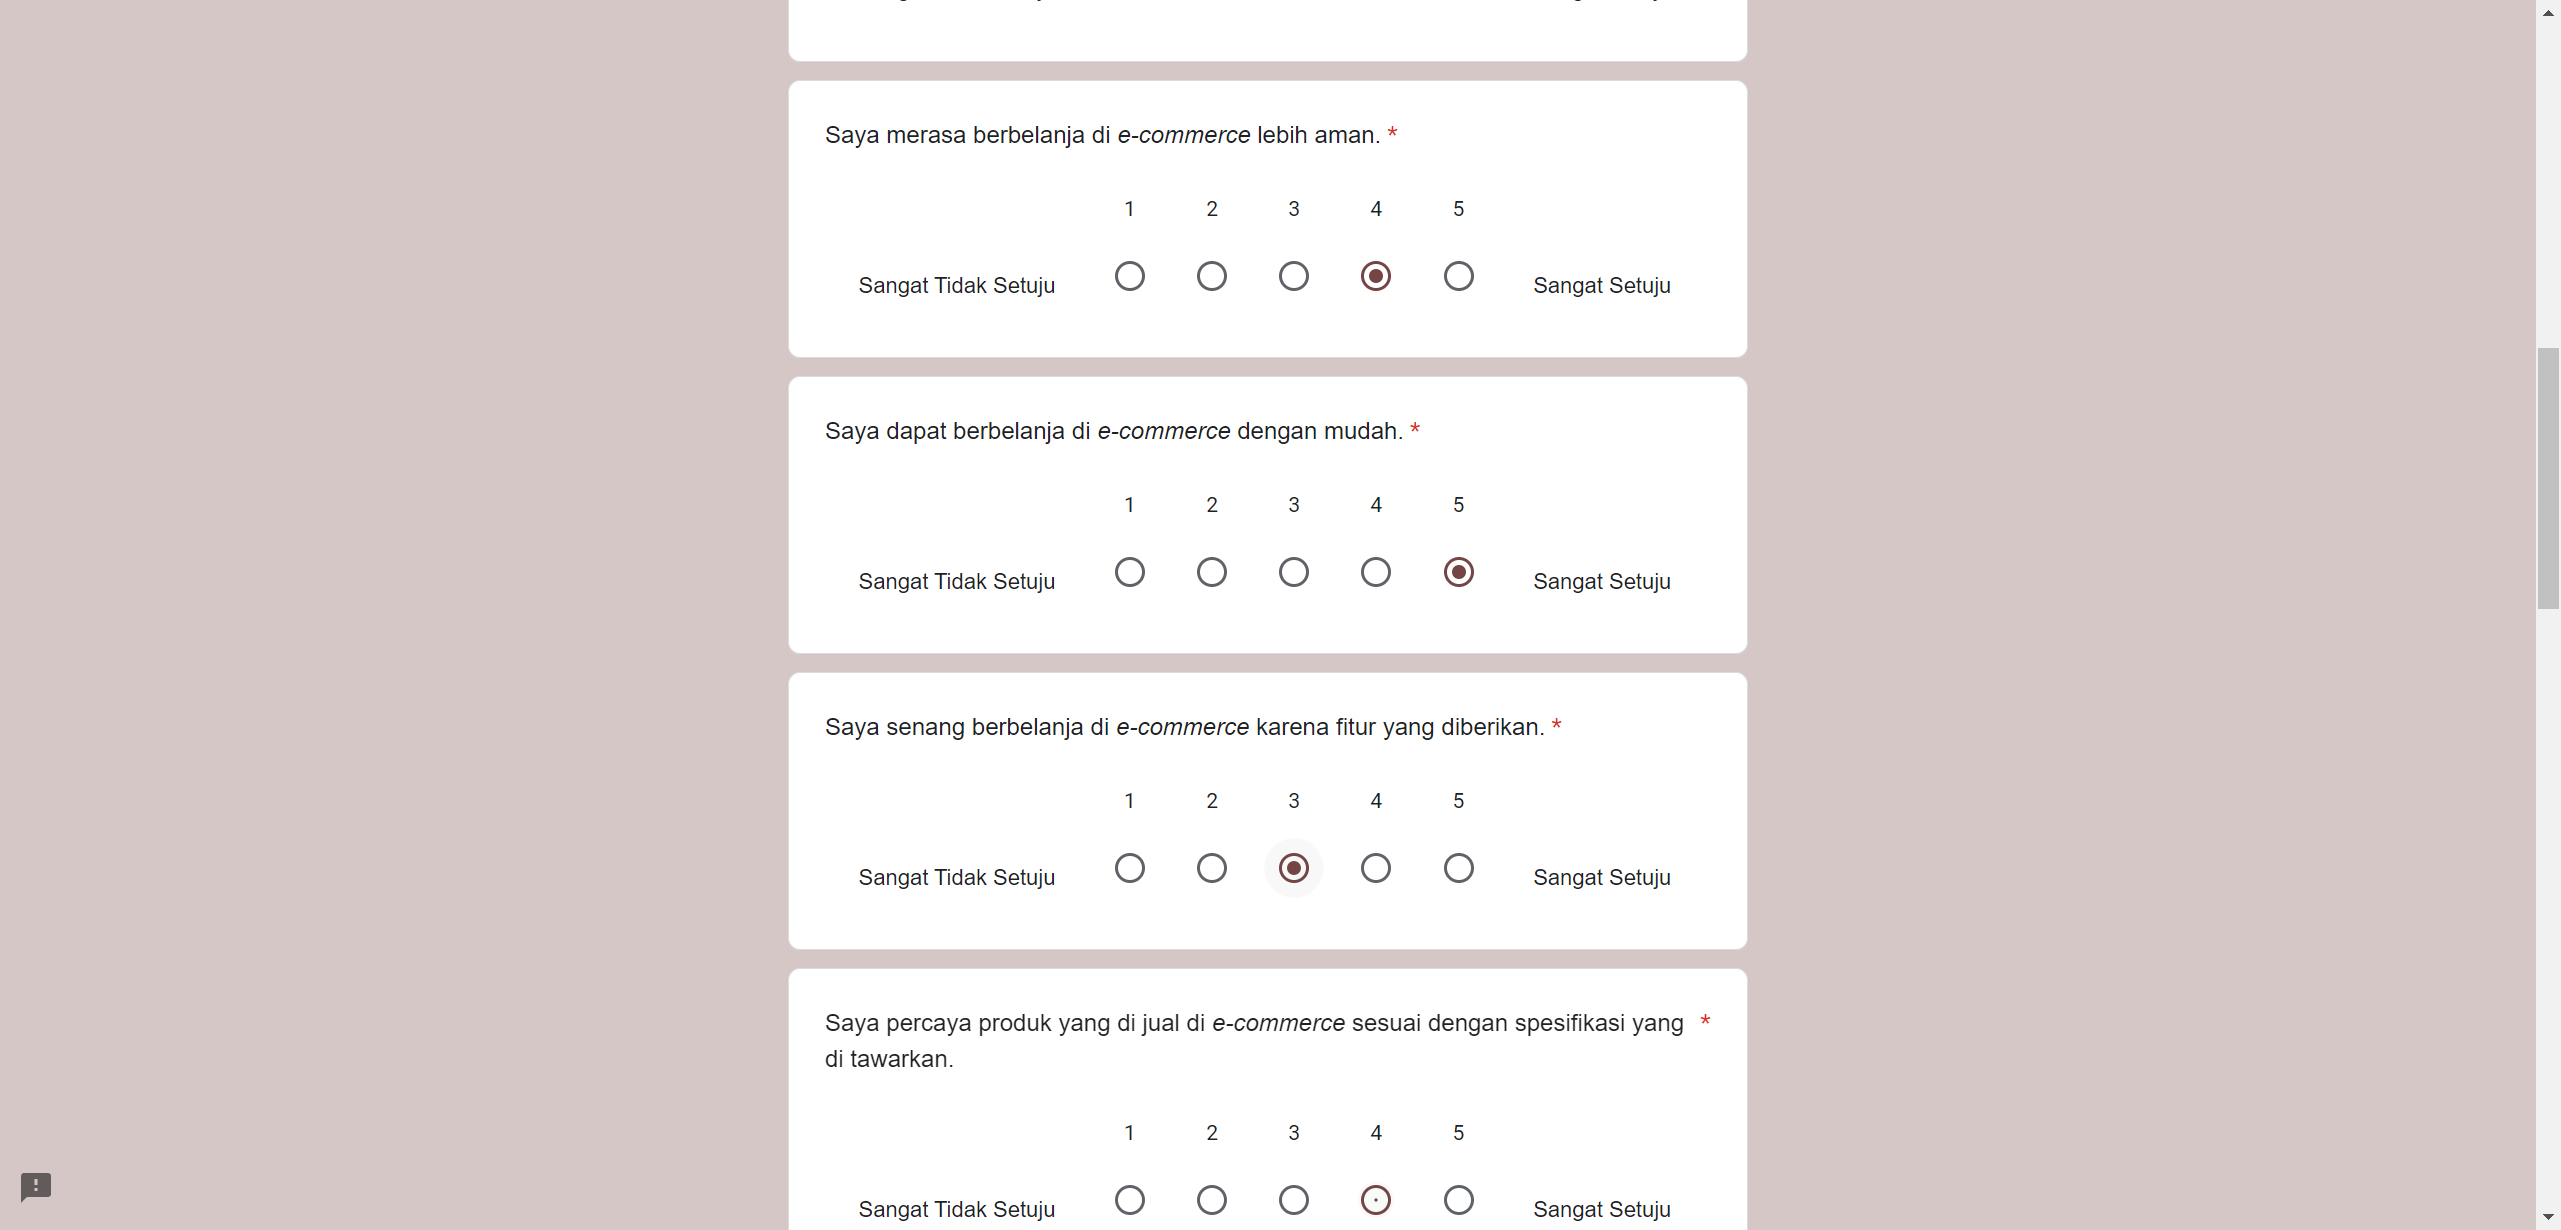 Saya merasa berbelanja di e-commerce lebih aman. *
1 2 3 4 5
Sangat Tidak Setuju Sangat Setuju
Saya dapat berbelanja di e-commerce dengan mudah. *
1 2 3 4 5
Sangat Tidak Setuju Sangat Setuju
Saya senang berbelanja di e-commerce karena fitur yang diberikan. *
1 2 3 4 5
Sangat Tidak Setuju Sangat Setuju
Saya percaya produk yang di jual di e-commerce sesuai dengan spesifikasi yang *
di tawarkan.
1 2 3 4 5
Sangat Tidak Setuju Sangat Setuju